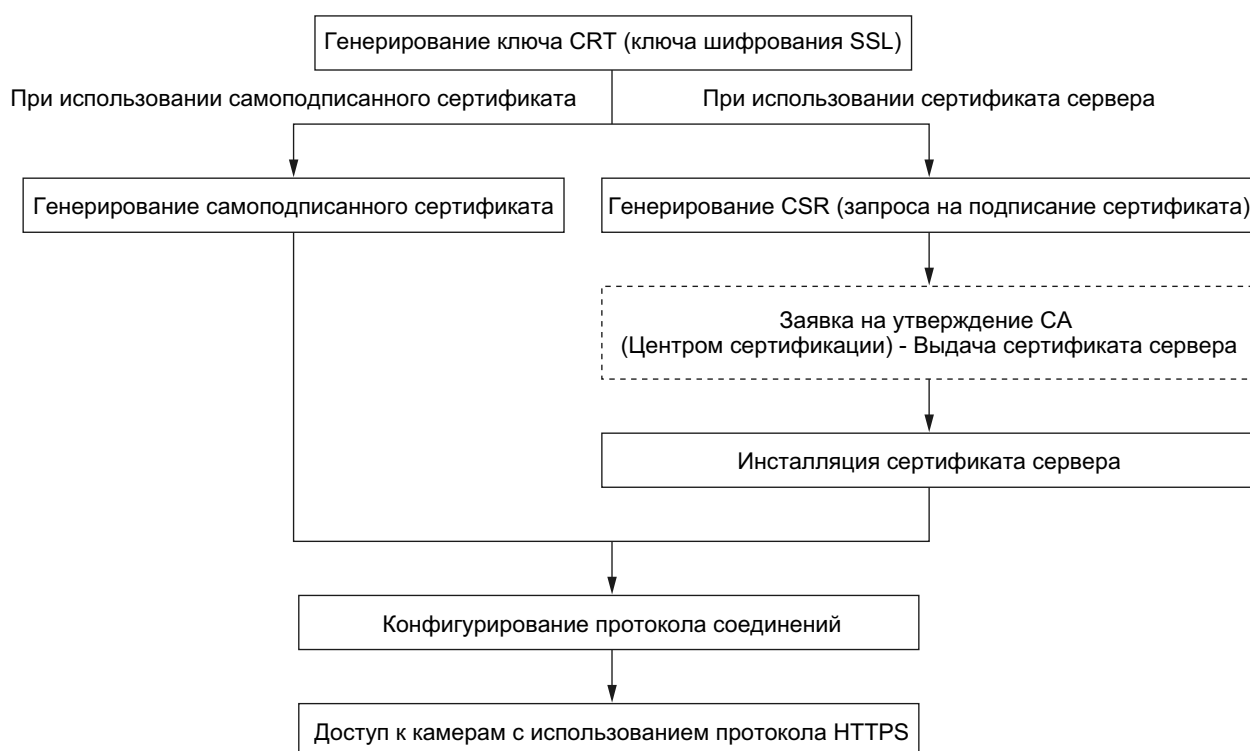 Генерирование ключа CRT (ключа шифрования SSL)
При использовании самоподписанного сертификата
При использовании сертификата сервера
Генерирование самоподписанного сертификата
Генерирование CSR (запроса на подписание сертификата)
Заявка на утверждение CA
(Центром сертификации) - Выдача сертификата сервера
Инсталляция сертификата сервера
Конфигурирование протокола соединений
Доступ к камерам с использованием протокола HTTPS